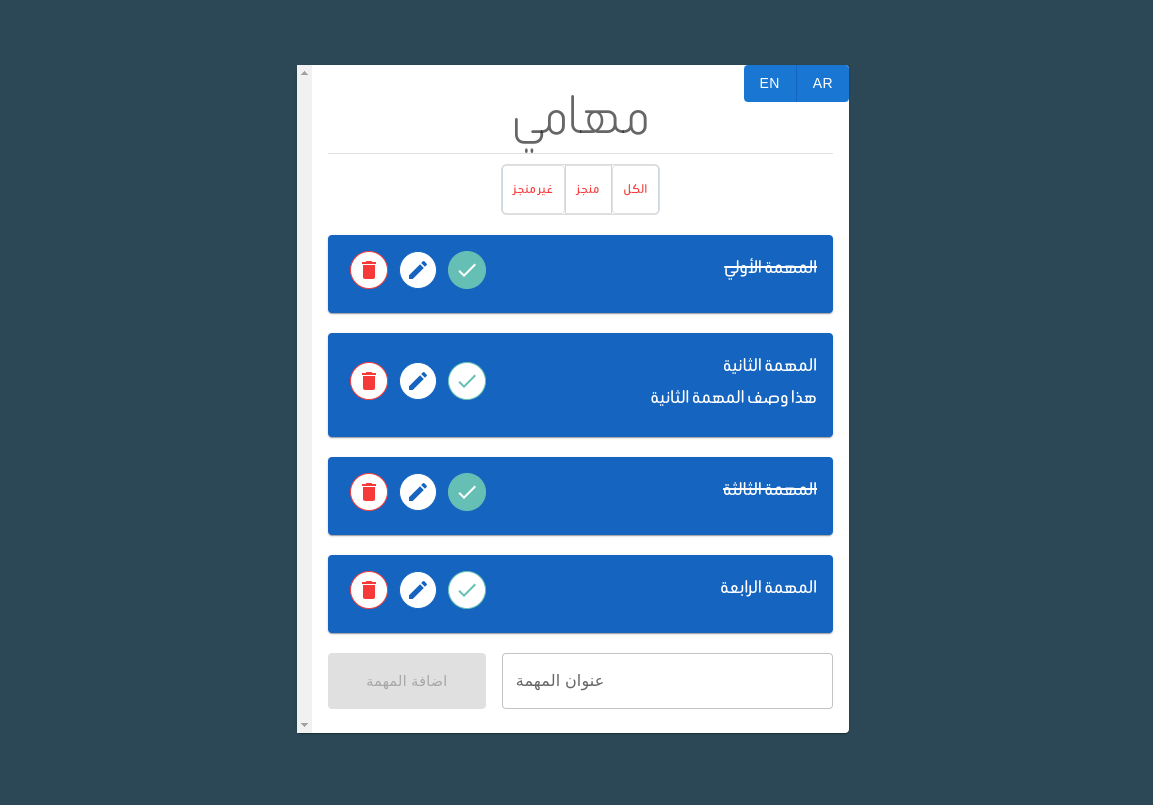 AR
EN
مهامي
الكل
منجز
غير منجز
المهمة الأولي
المهمة الثانية
هذا وصف المهمة الثانية
المهمة الثالثة
المهمة الرابعة
عنوان المهمة
اضافة المهمة